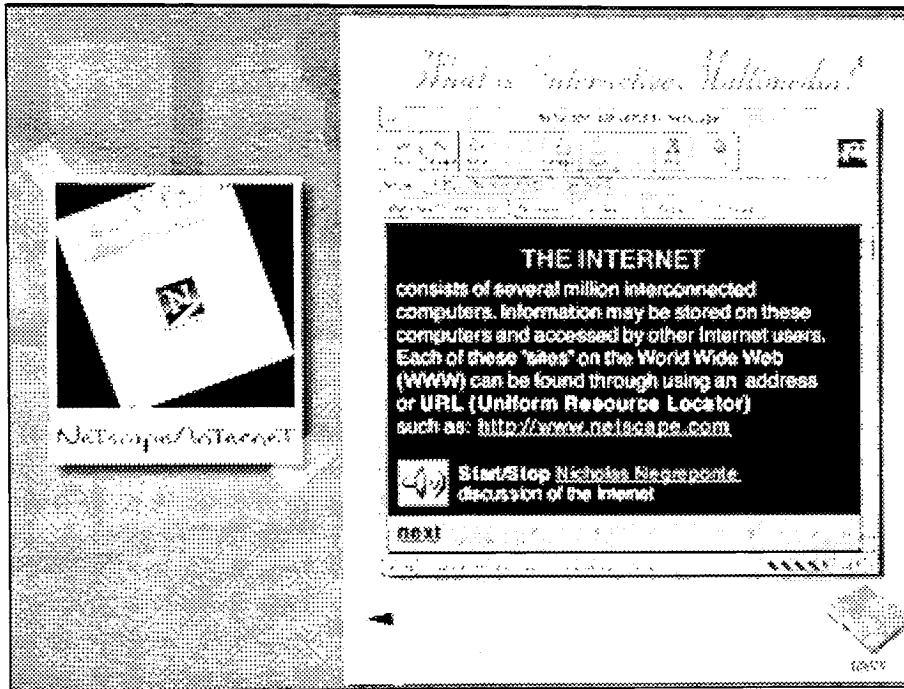 What is Interactive Multimedia?
THE INTERNET
consists of several million interconnected
computers. Information may be stored on these
computers and accessed by other Internet users.
Each of these "sites" on the World Wide Web
(WWW) can be found through using an address
or URL (Uniform Resource Locator)
such as: http://www.netscape.com
Start/Stop Nicholas Negroponte
discussion of the Internet
next
Netscape/Internet